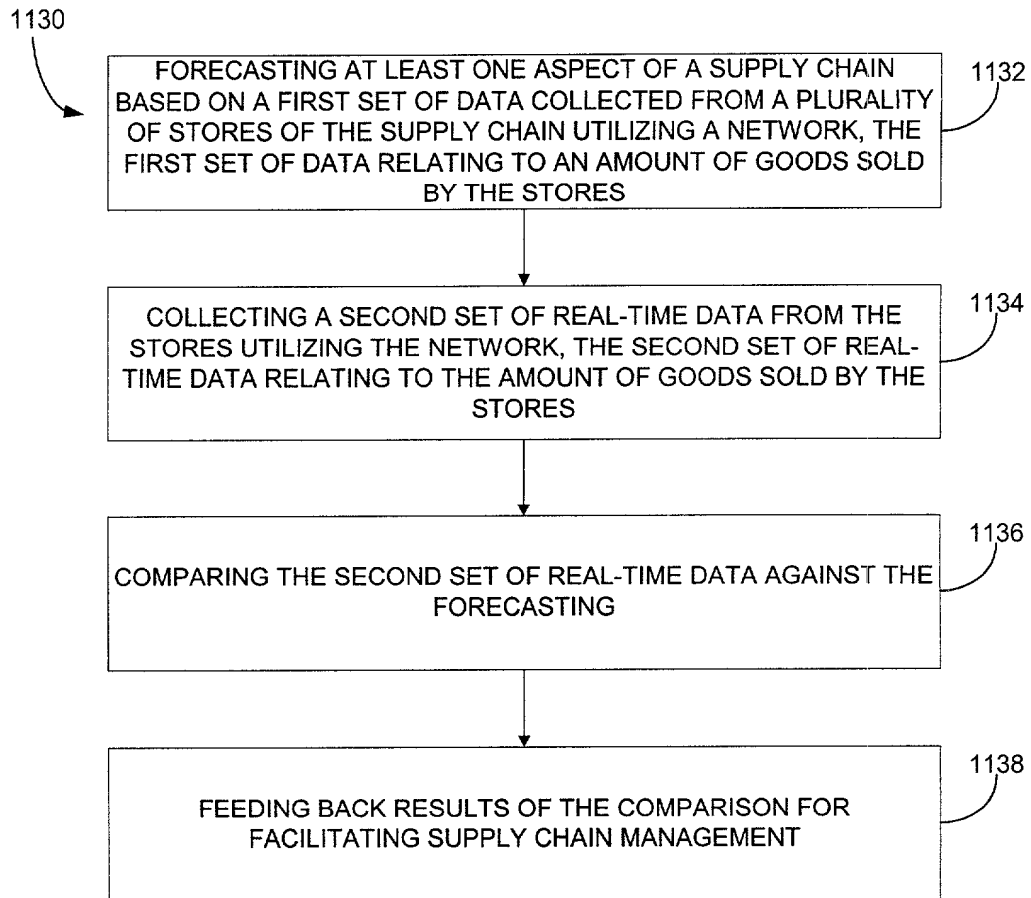 1130
FORECASTING AT LEAST ONE ASPECT OF A SUPPLY CHAIN
BASED ON A FIRST SET OF DATA COLLECTED FROM A PLURALITY
OF STORES OF THE SUPPLY CHAIN UTILIZING A NETWORK, THE
FIRST SET OF DATA RELATING TO AN AMOUNT OF GOODS SOLD
BY THE STORES
1132
COLLECTING A SECOND SET OF REAL-TIME DATA FROM THE
STORES UTILIZING THE NETWORK, THE SECOND SET OF REAL-
TIME DATA RELATING TO THE AMOUNT OF GOODS SOLD BY THE
STORES
1134
COMPARING THE SECOND SET OF REAL-TIME DATA AGAINST THE
FORECASTING
1136
FEEDING BACK RESULTS OF THE COMPARISON FOR
FACILITATING SUPPLY CHAIN MANAGEMENT
1138